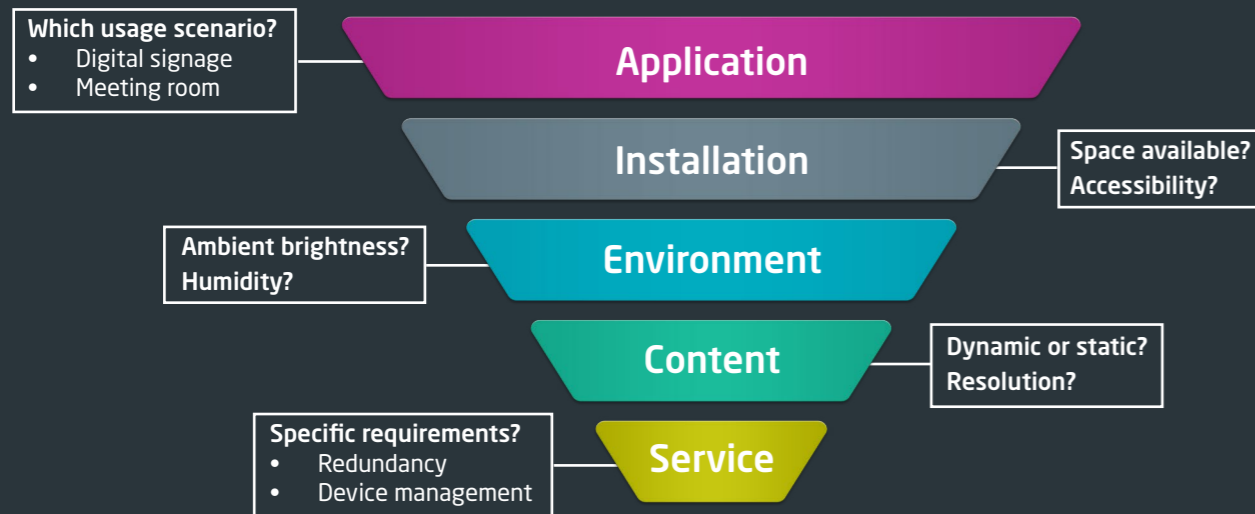 Which usage scenario?
• Digital signage
• Meeting room
Application
Installation
Space available?
Accessibility?
Ambient brightness?
Humidity?
Environment
Content
Dynamic or static?
Resolution?
Specific requirements?
• Redundancy
• Device management
Service